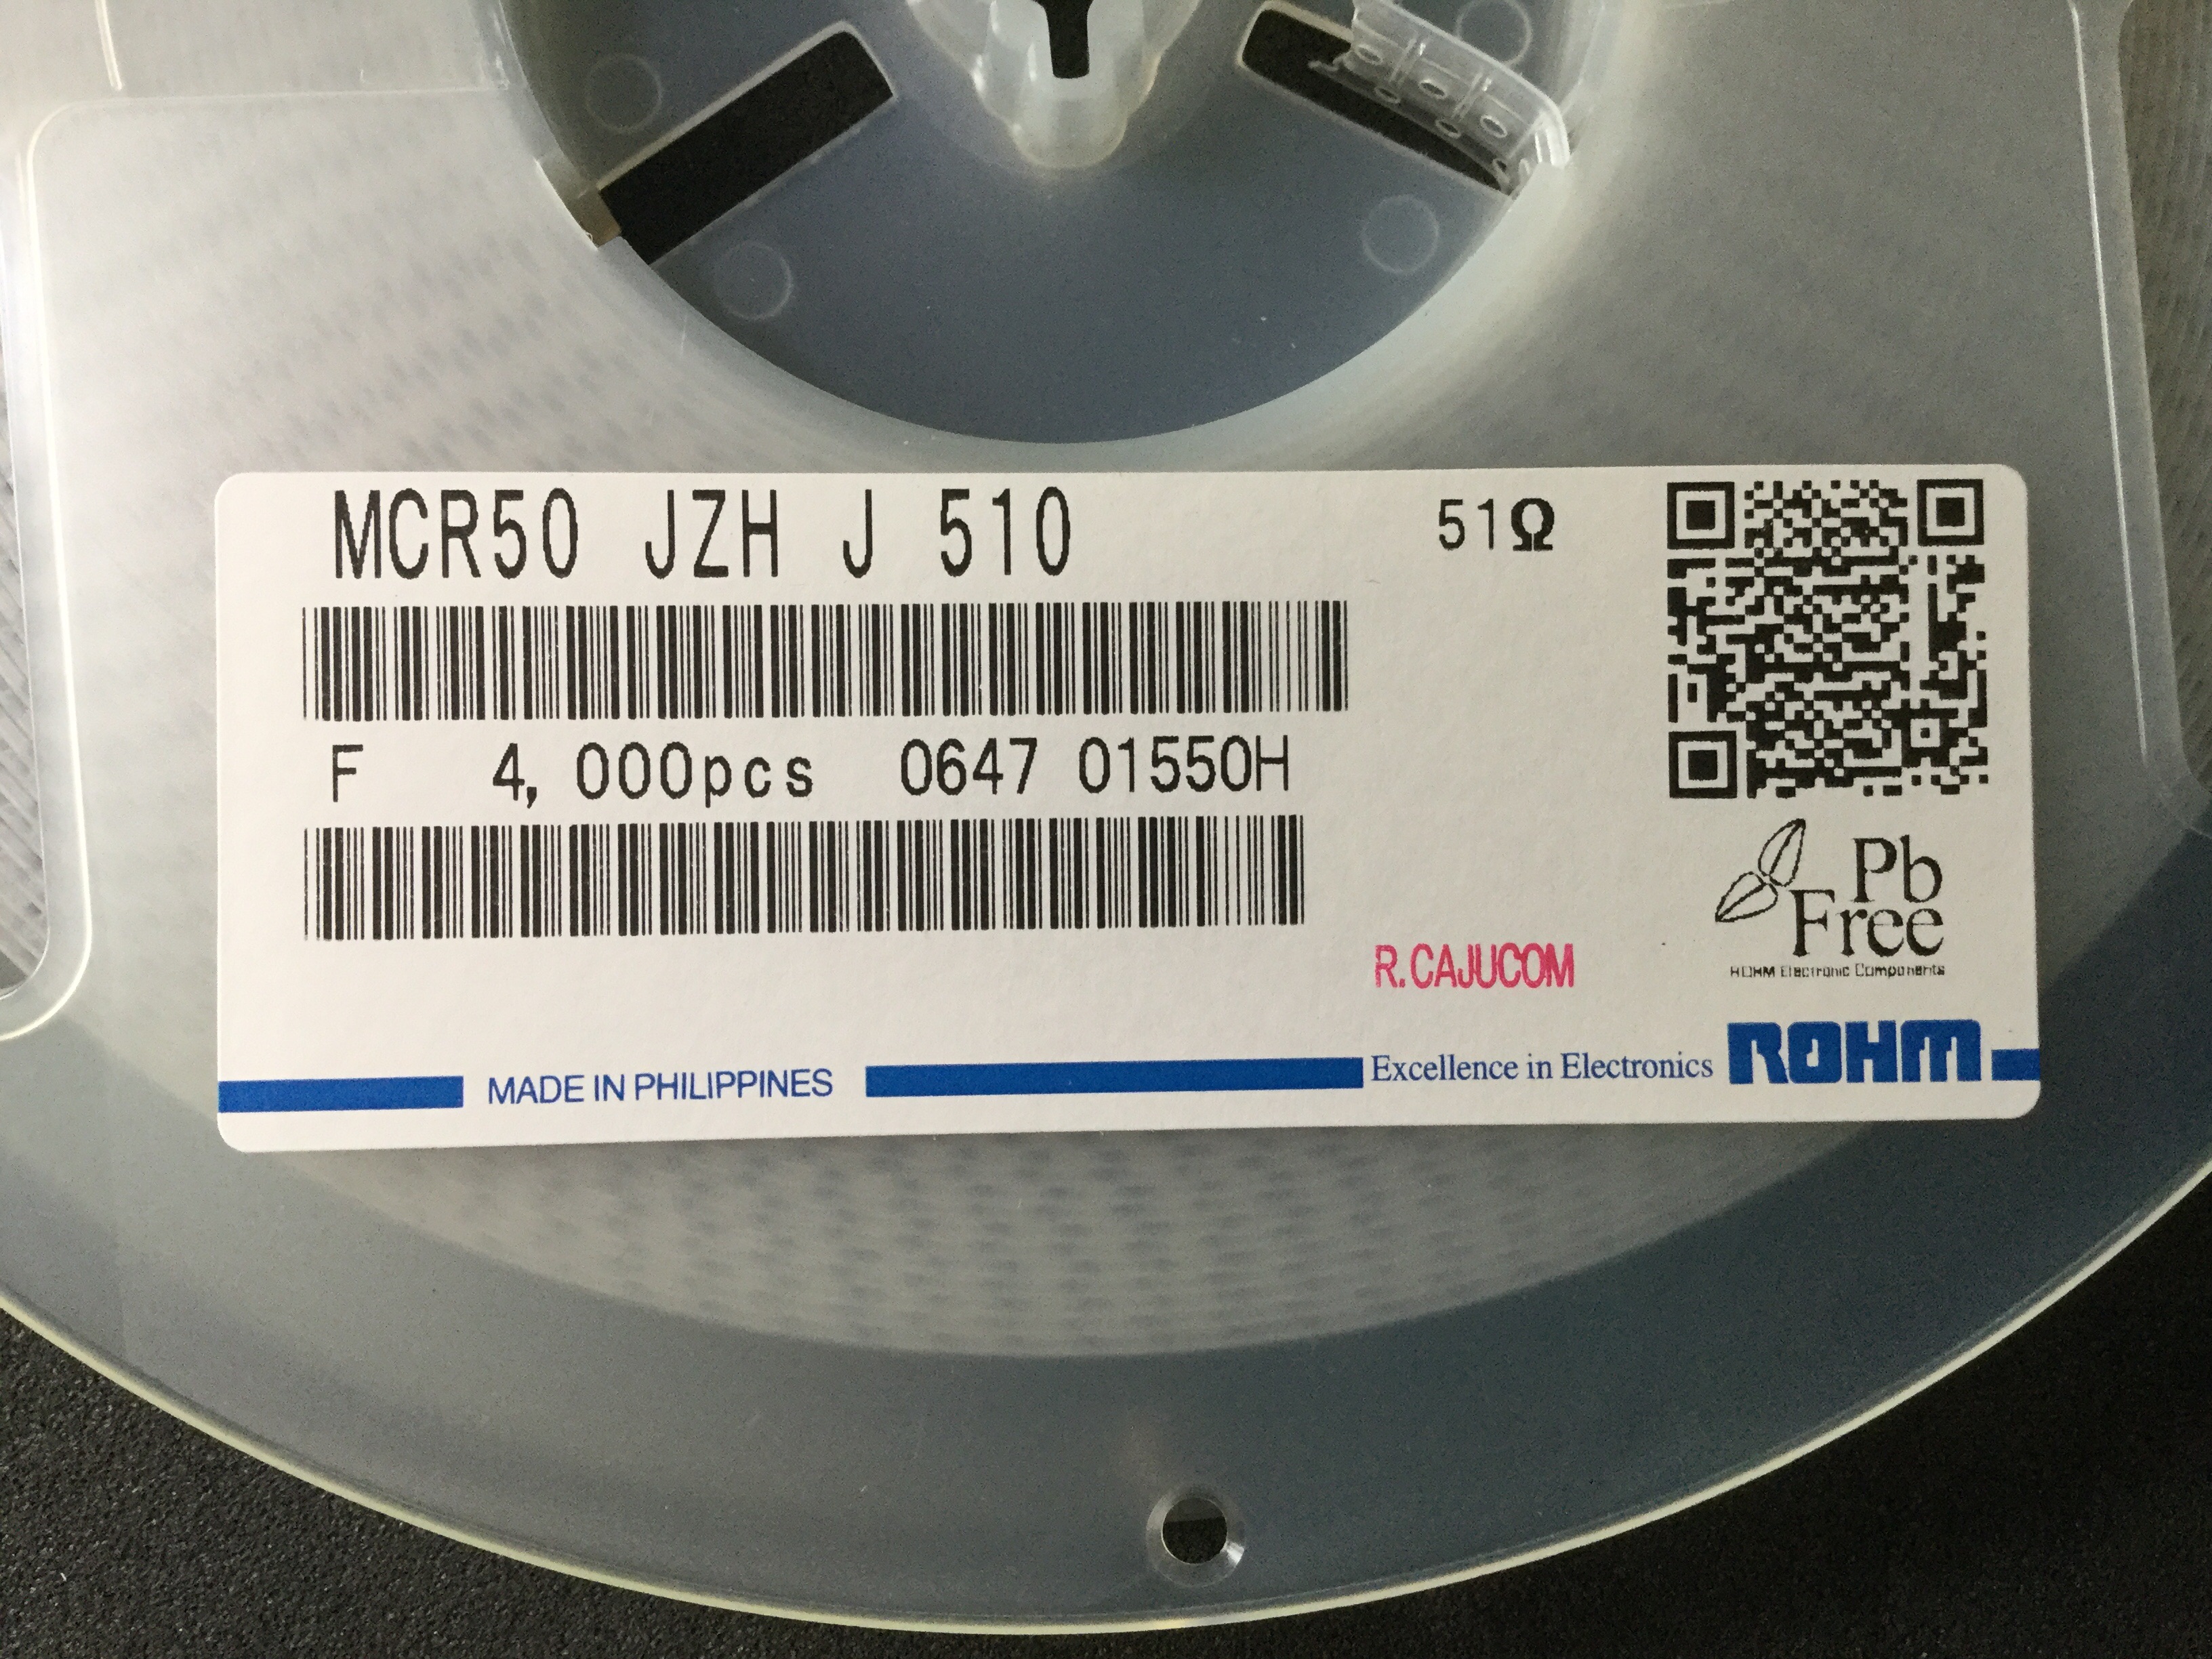 MCR50 JZH J 510 51Ω
F 4,000pcs 0647 01550H
Pb
Free
ROHM Electronic Components
R.CAJUCOM
MADE IN PHILIPPINES Excellence in Electronics ROHM